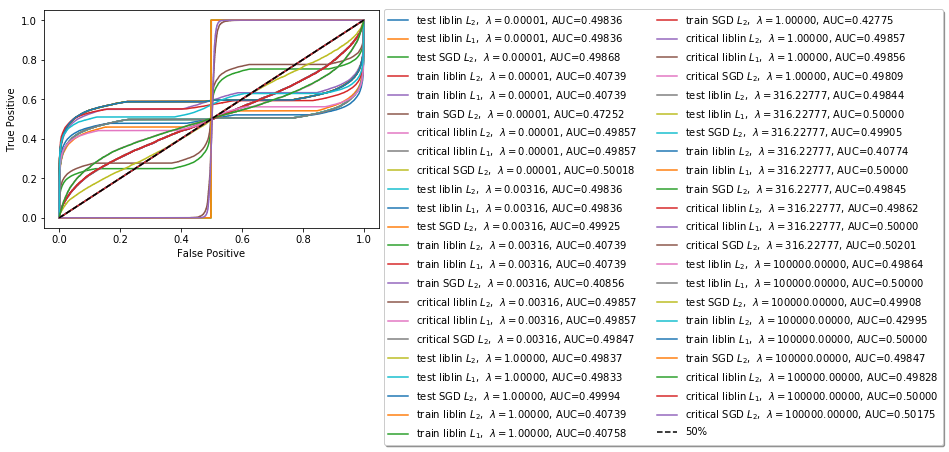 1.0
0.8
0.6
0.4
0.2
0.0
True Positive
0.0 0.2 0.4 0.6 0.8 1.0
False Positive
test liblin L₂, λ = 0.00001, AUC=0.49836
test liblin L₁, λ = 0.00001, AUC=0.49836
test SGD L₂, λ = 0.00001, AUC=0.49868
train liblin L₂, λ = 0.00001, AUC=0.40739
train liblin L₁, λ = 0.00001, AUC=0.40739
train SGD L₂, λ = 0.00001, AUC=0.47252
critical liblin L₂, λ = 0.00001, AUC=0.49857
critical liblin L₁, λ = 0.00001, AUC=0.49857
critical SGD L₂, λ = 0.00001, AUC=0.50018
test liblin L₂, λ = 0.00316, AUC=0.49836
test liblin L₁, λ = 0.00316, AUC=0.49836
test SGD L₂, λ = 0.00316, AUC=0.49925
train liblin L₂, λ = 0.00316, AUC=0.40739
train liblin L₁, λ = 0.00316, AUC=0.40739
train SGD L₂, λ = 0.00316, AUC=0.40856
critical liblin L₂, λ = 0.00316, AUC=0.49857
critical liblin L₁, λ = 0.00316, AUC=0.49857
critical SGD L₂, λ = 0.00316, AUC=0.49847
test liblin L₂, λ = 1.00000, AUC=0.49837
test liblin L₁, λ = 1.00000, AUC=0.49833
test SGD L₂, λ = 1.00000, AUC=0.49994
train liblin L₂, λ = 1.00000, AUC=0.40739
train liblin L₁, λ = 1.00000, AUC=0.40758
train SGD L₂, λ = 1.00000, AUC=0.42775
critical liblin L₂, λ = 1.00000, AUC=0.49857
critical liblin L₁, λ = 1.00000, AUC=0.49856
critical SGD L₂, λ = 1.00000, AUC=0.49809
test liblin L₂, λ = 316.22777, AUC=0.49844
test liblin L₁, λ = 316.22777, AUC=0.50000
test SGD L₂, λ = 316.22777, AUC=0.49905
train liblin L₂, λ = 316.22777, AUC=0.40774
train liblin L₁, λ = 316.22777, AUC=0.50000
train SGD L₂, λ = 316.22777, AUC=0.49845
critical liblin L₂, λ = 316.22777, AUC=0.49862
critical liblin L₁, λ = 316.22777, AUC=0.50000
critical SGD L₂, λ = 316.22777, AUC=0.50201
test liblin L₂, λ = 100000.00000, AUC=0.49864
test liblin L₁, λ = 100000.00000, AUC=0.50000
test SGD L₂, λ = 100000.00000, AUC=0.49908
train liblin L₂, λ = 100000.00000, AUC=0.42995
train liblin L₁, λ = 100000.00000, AUC=0.50000
train SGD L₂, λ = 100000.00000, AUC=0.49847
critical liblin L₂, λ = 100000.00000, AUC=0.49828
critical liblin L₁, λ = 100000.00000, AUC=0.50000
critical SGD L₂, λ = 100000.00000, AUC=0.50175
50%